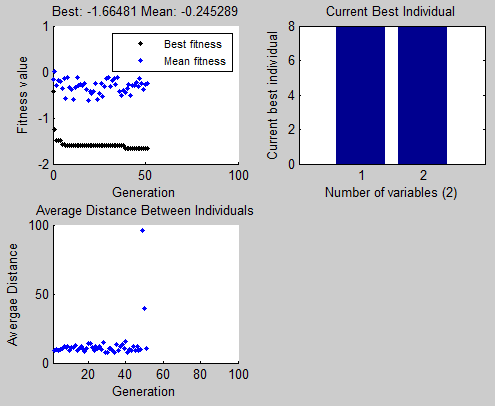 Best: -1.66481 Mean: -0.245289
1
0
-1
-2
Fitness value
Best fitness
Mean fitness
0
50
100
Generation
Current Best Individual
8
6
4
2
0
Current best individual
1
2
Number of variables (2)
Average Distance Between Individuals
100
50
0
Avergae Distance
20
40
60
80
100
Generation